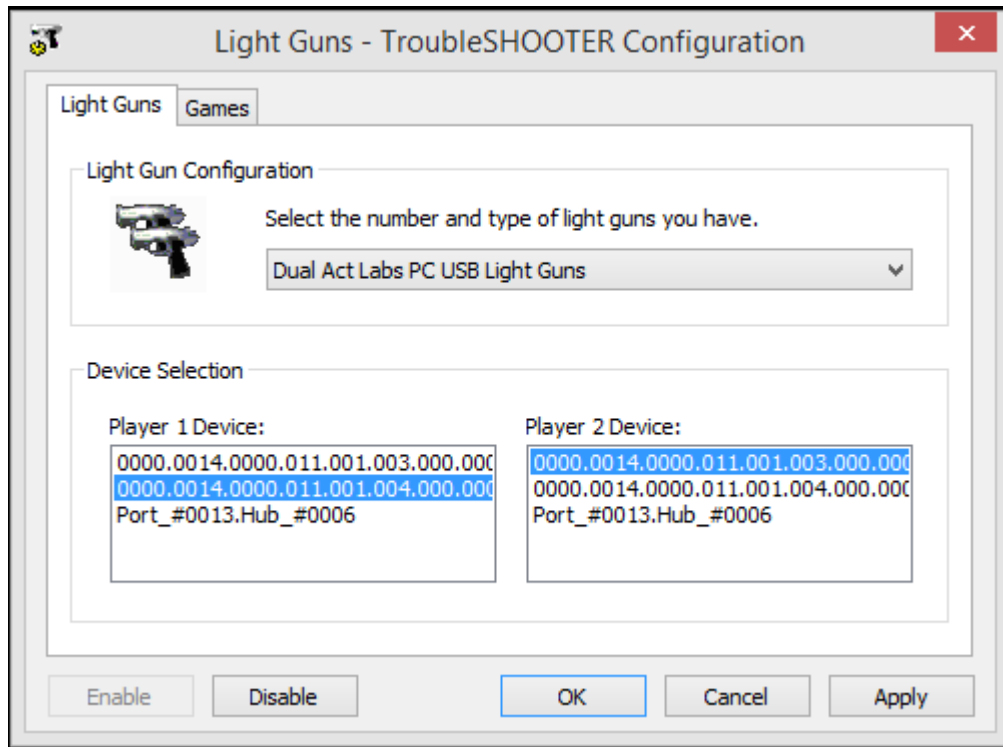 Light Guns - TroubleSHOOTER Configuration
Light Guns
Games
Light Gun Configuration
Select the number and type of light guns you have.
Dual Act Labs PC USB Light Guns
Device Selection
Player 1 Device:
0000.0014.0000.011.001.003.000.000
0000.0014.0000.011.001.004.000.000
Port_#0013.Hub_#0006
Player 2 Device:
0000.0014.0000.011.001.003.000.000
0000.0014.0000.011.001.004.000.000
Port_#0013.Hub_#0006
Enable
Disable
OK
Cancel
Apply